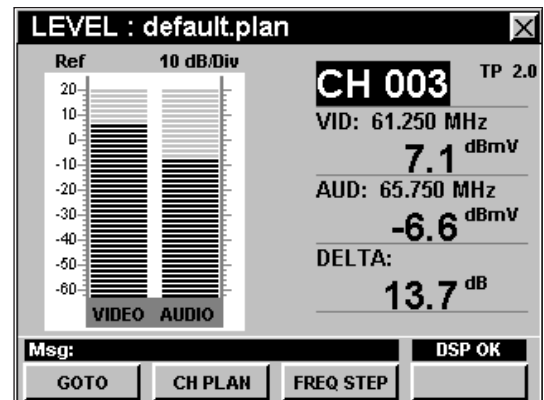 LEVEL : default.plan
Ref 10 dB/Div
20
10
0
-10
-20
-30
-40
-50
-60
VIDEO AUDIO
CH 003 TP 2.0
VID: 61.250 MHz
7.1 dBmV
AUD: 65.750 MHz
-6.6 dBmV
DELTA:
13.7 dB
Msg: DSP OK
GOTO CH PLAN FREQ STEP